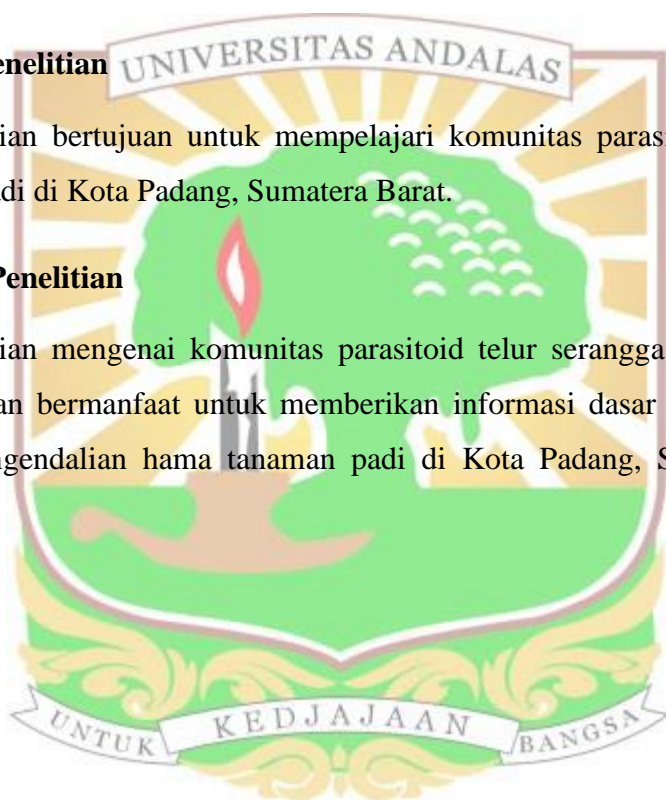 UNIVERSITAS ANDALAS
enelitian
ian bertujuan untuk mempelajari komunitas paras
adi di Kota Padang, Sumatera Barat.
Penelitian
ian mengenai komunitas parasitoid telur serangga
an bermanfaat untuk memberikan informasi dasar
ngendalian hama tanaman padi di Kota Padang, S
UNTUK KEDJAJAAN BANGSA